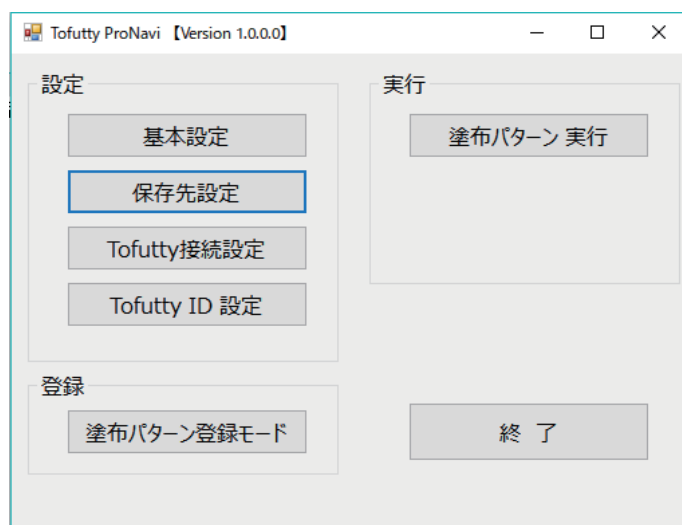 Tofutty ProNavi 【Version 1.0.0.0】
設定
基本設定
保存先設定
Tofutty接続設定
Tofutty ID 設定
登録
塗布パターン登録モード
実行
塗布パターン 実行
終 了